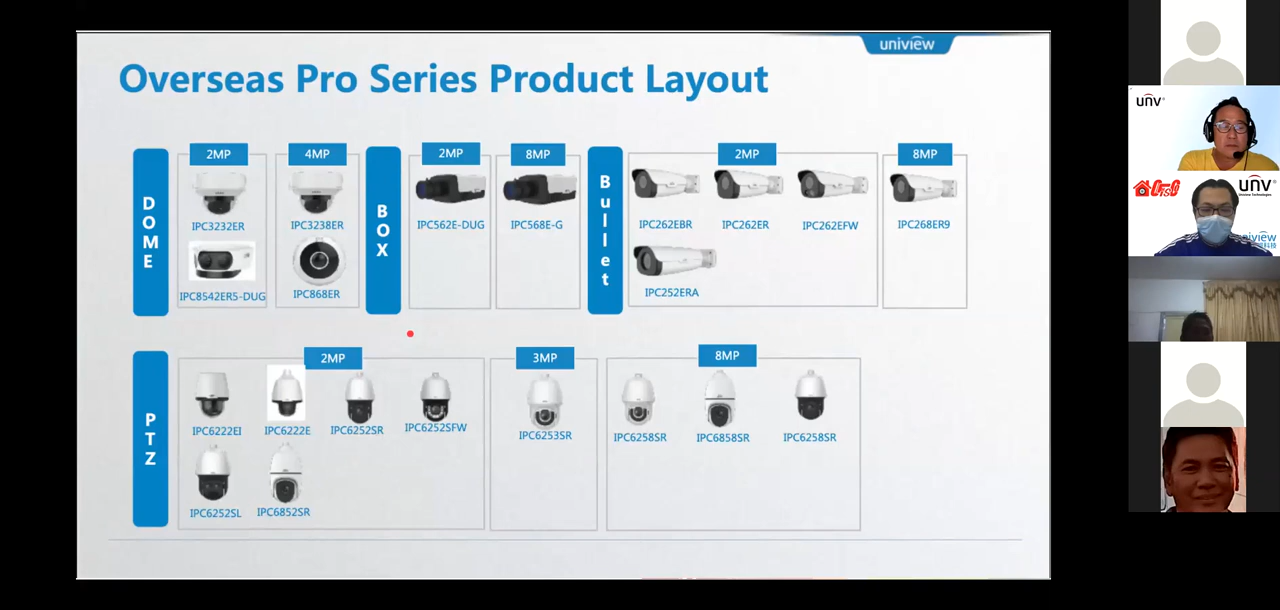 uniview
Overseas Pro Series Product Layout
DOME
2MP
IPC3232ER
IPC8542ER5-DUG
4MP
IPC3238ER
IPC868ER
BOX
2MP
IPC562E-DUG
8MP
IPC568E-G
Bullet
2MP
IPC262EBR
IPC262ER
IPC262EFW
IPC252ERA
8MP
IPC268ER9
PTZ
2MP
IPC6222EI
IPC6222E
IPC6252SR
IPC6252SFW
IPC6252SL
IPC6852SR
3MP
IPC6253SR
8MP
IPC6258SR
IPC6858SR
IPC6258SR
unv
unv